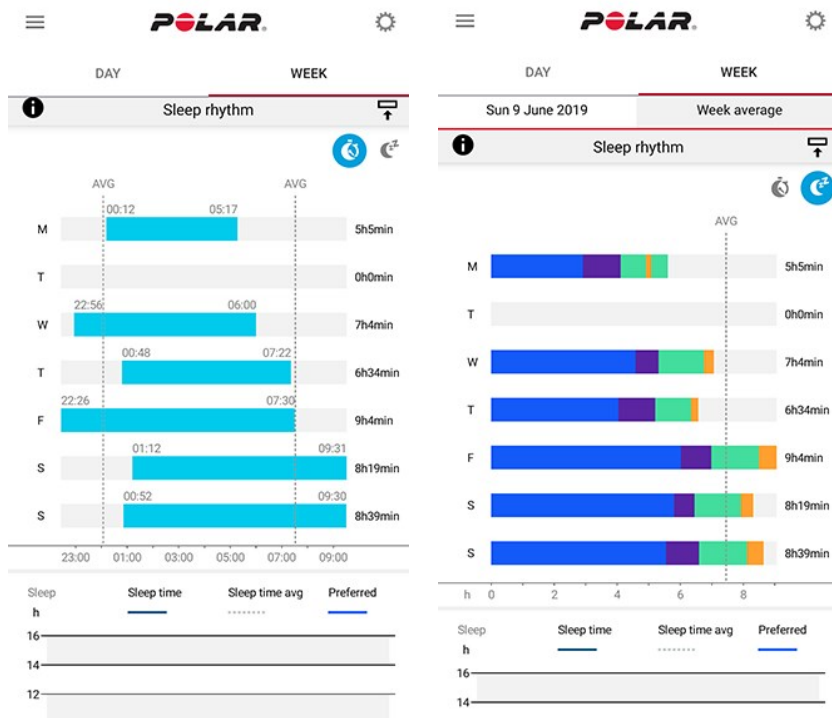 POLAR.
DAY WEEK
Sleep rhythm
AVG AVG
00:12 05:17
M 5h5min
T 0h0min
22:56 06:00
W 7h4min
00:48 07:22
T 6h34min
22:26 07:30
F 9h4min
01:12 09:31
S 8h19min
00:52 09:30
S 8h39min
23:00 01:00 03:00 05:00 07:00 09:00
Sleep Sleep time Sleep time avg Preferred
h
16
14
12
POLAR.
DAY WEEK
Sun 9 June 2019 Week average
Sleep rhythm
AVG
M 5h5min
T 0h0min
W 7h4min
T 6h34min
F 9h4min
S 8h19min
S 8h39min
h 0 2 4 6 8
Sleep Sleep time Sleep time avg Preferred
h
16
14